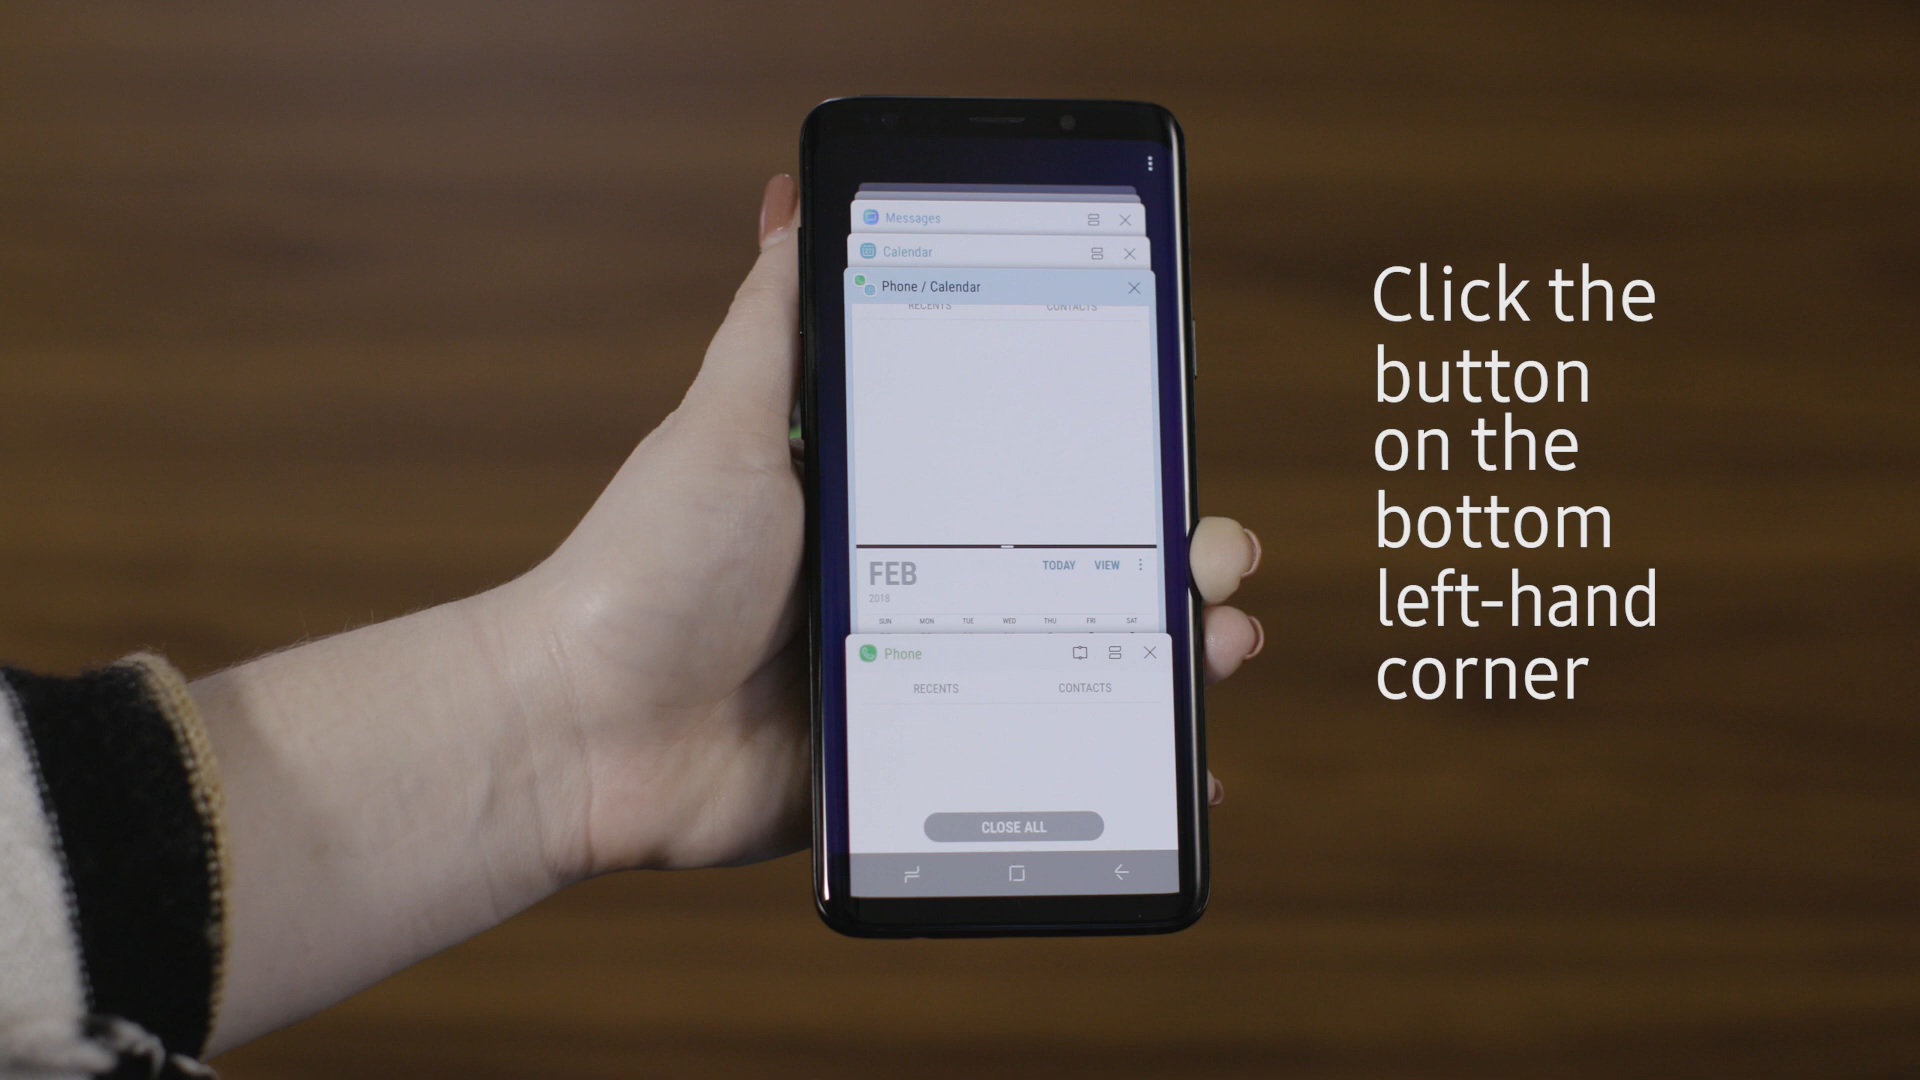 Messages
Calendar
Phone / Calendar
RECENTS CONTACTS
FEB TODAY VIEW
2018
SUN MON TUE WED THU FRI SAT
Phone
RECENTS CONTACTS
CLOSE ALL
Click the
button
on the
bottom
left-hand
corner